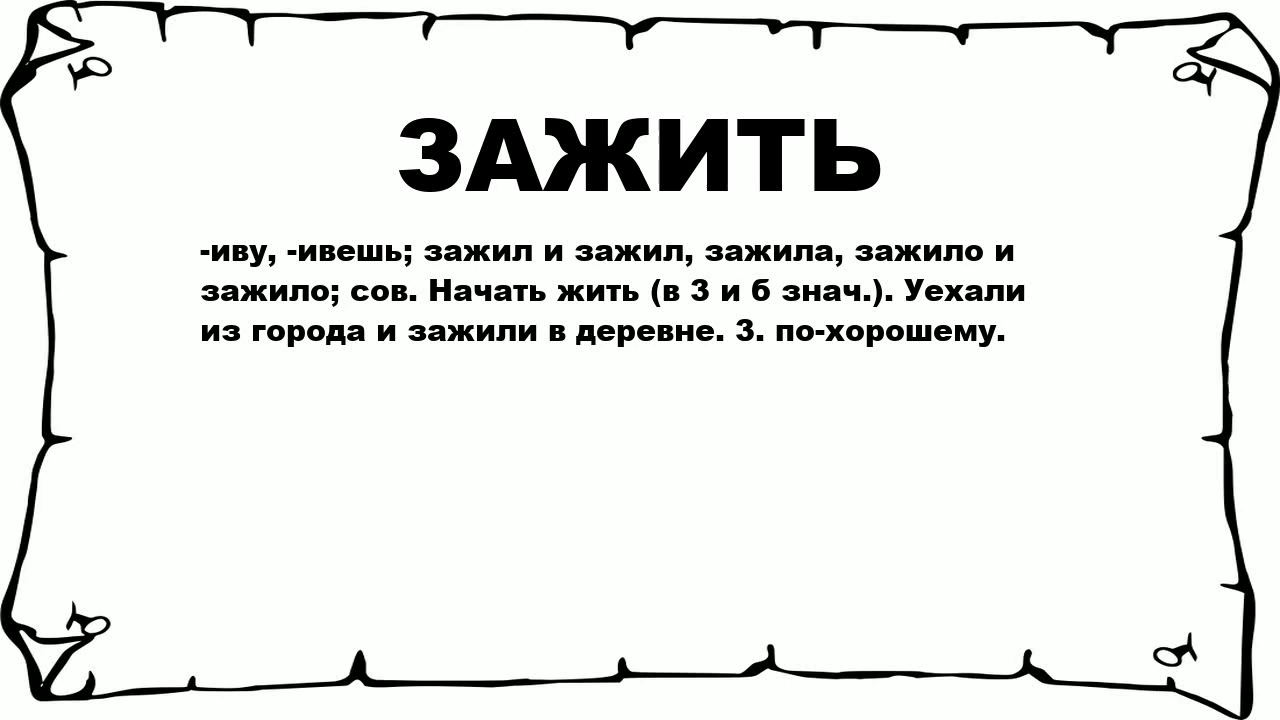 ЗАЖИТЬ
-иву, -ивешь; зажил и зажил, зажила, зажило и
зажило; сов. Начать жить (в 3 и 6 знач.). Уехали
из города и зажили в деревне. 3. по-хорошему.